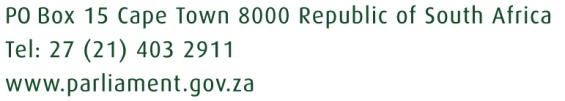 PO Box 15 Cape Town 8000 Republic of South Africa
Tel: 27 (21) 403 2911
www.parliament.gov.za